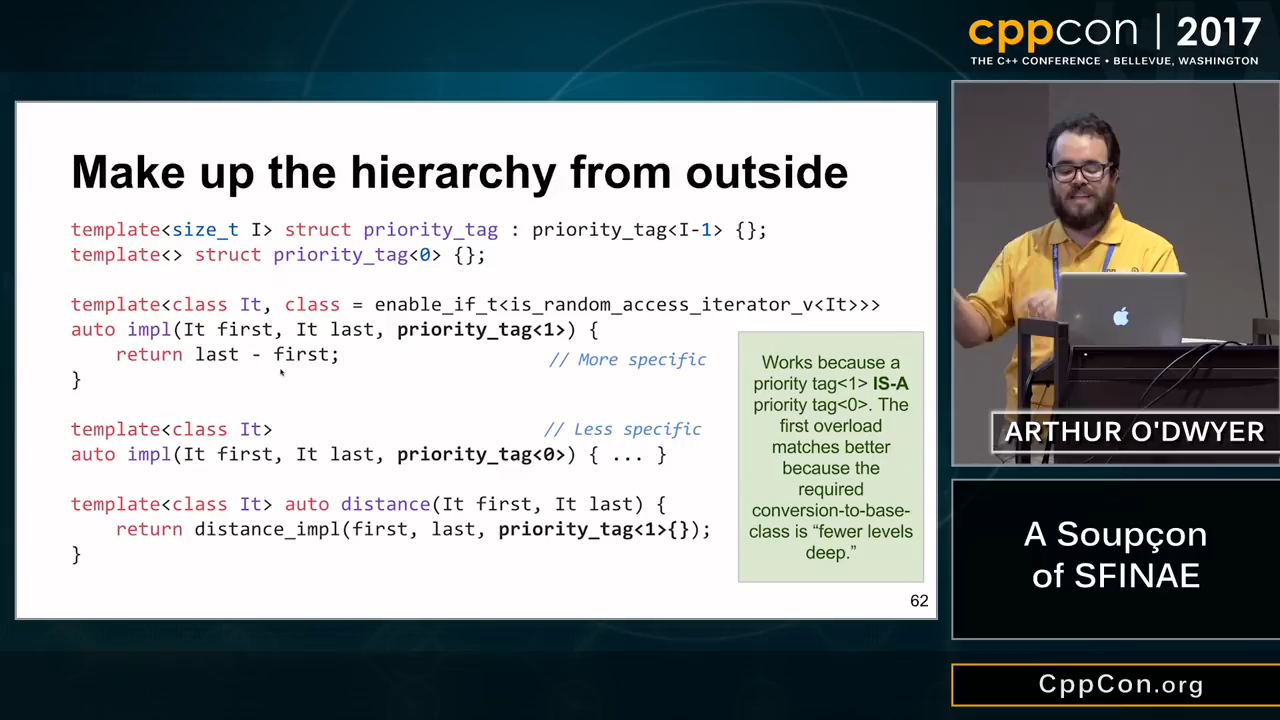 cppcon | 2017
THE C++ CONFERENCE • BELLEVUE, WASHINGTON
Make up the hierarchy from outside
template<size_t I> struct priority_tag : priority_tag<I-1> {};
template<> struct priority_tag<0> {};
template<class It, class = enable_if_t<is_random_access_iterator_v<It>>>
auto impl(It first, It last, priority_tag<1>) {
    return last - first; // More specific
}
template<class It> // Less specific
auto impl(It first, It last, priority_tag<0>) { ... }
template<class It> auto distance(It first, It last) {
    return distance_impl(first, last, priority_tag<1>{});
}
Works because a
priority tag<1> IS-A
priority tag<0>. The
first overload
matches better
because the
required
conversion-to-base-
class is “fewer levels
deep.”
62
ARTHUR O'DWYER
A Soupçon
of SFINAE
CppCon.org